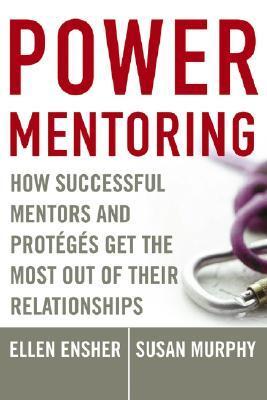 POWER
MENTORING
HOW SUCCESSFUL
MENTORS AND
PROTÉGÉS GET THE
MOST OUT OF THEIR
RELATIONSHIPS
ELLEN ENSHER SUSAN MURPHY